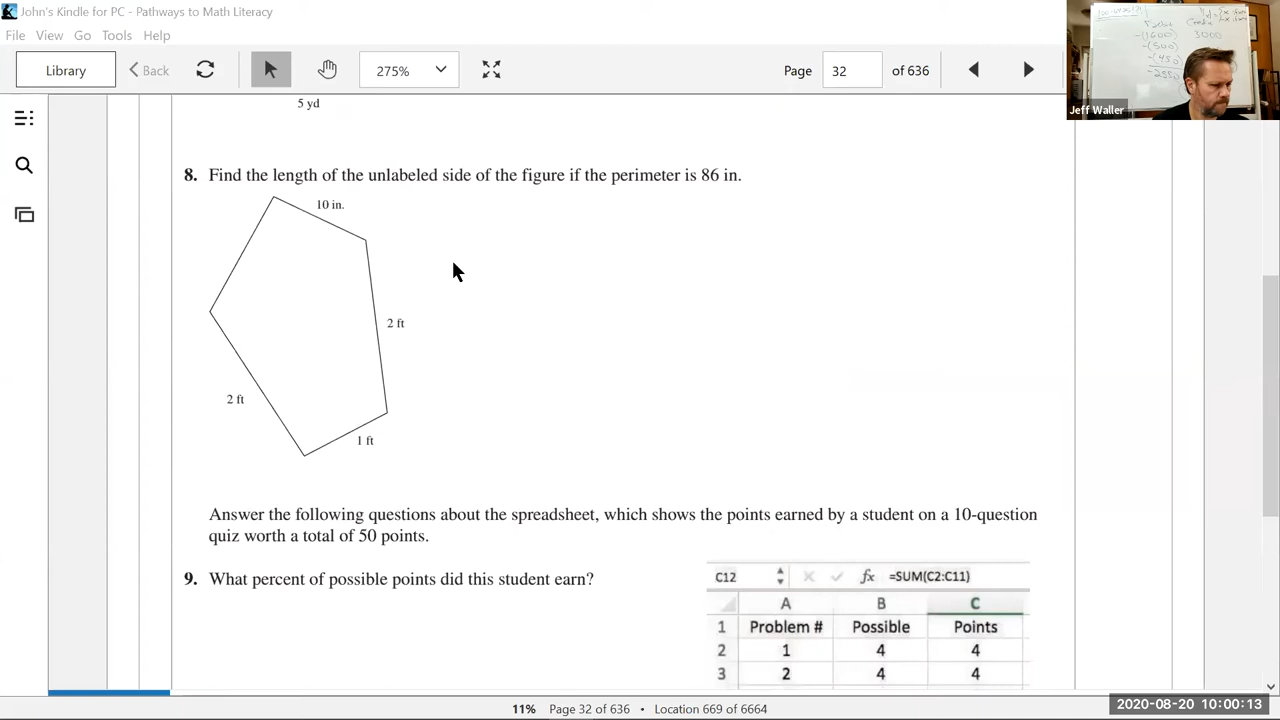 John's Kindle for PC - Pathways to Math Literacy
File View Go Tools Help
Library Back 275% Page 32 of 636
Jeff Waller
3000
-(1600)
-(500)
5 yd
8. Find the length of the unlabeled side of the figure if the perimeter is 86 in.
10 in.
2 ft
2 ft
1 ft
Answer the following questions about the spreadsheet, which shows the points earned by a student on a 10-question
quiz worth a total of 50 points.
9. What percent of possible points did this student earn?
C12 fx =SUM(C2:C11)
A B C
1 Problem # Possible Points
2 1 4 4
3 2 4 4
11% Page 32 of 636 • Location 669 of 6664
2020-08-20 10:00:13